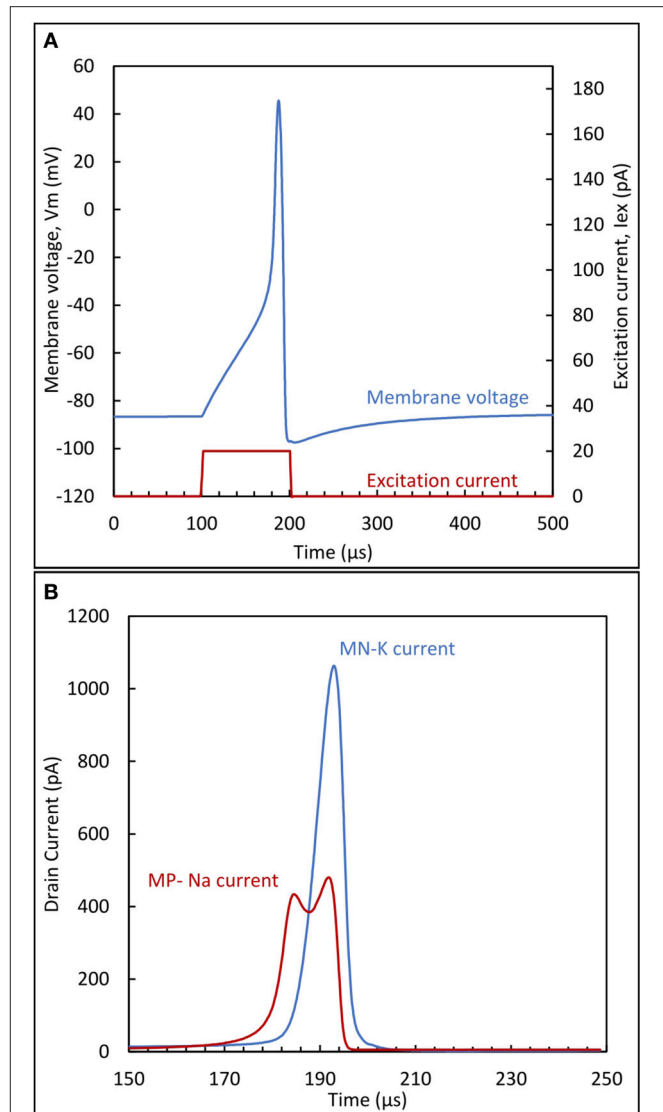 A
60
40
20
0
-20
-40
-60
-80
-100
-120
Membrane voltage, Vm (mV)
180
160
140
120
100
80
60
40
20
0
Excitation current, Iex (pA)
Membrane voltage
Excitation current
0 100 200 300 400 500
Time (µs)
B
1200
1000
800
600
400
200
0
Drain Current (pA)
MN-K current
MP- Na current
150 170 190 210 230 250
Time (µs)